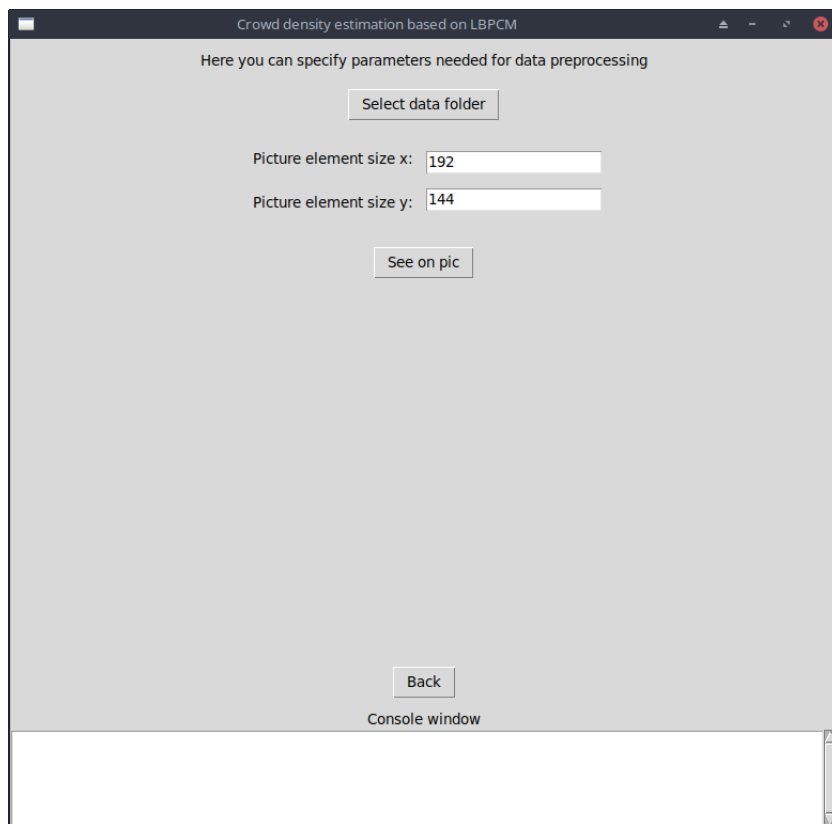 Crowd density estimation based on LBPCM
Here you can specify parameters needed for data preprocessing
Select data folder
Picture element size x: 192
Picture element size y: 144
See on pic
Back
Console window